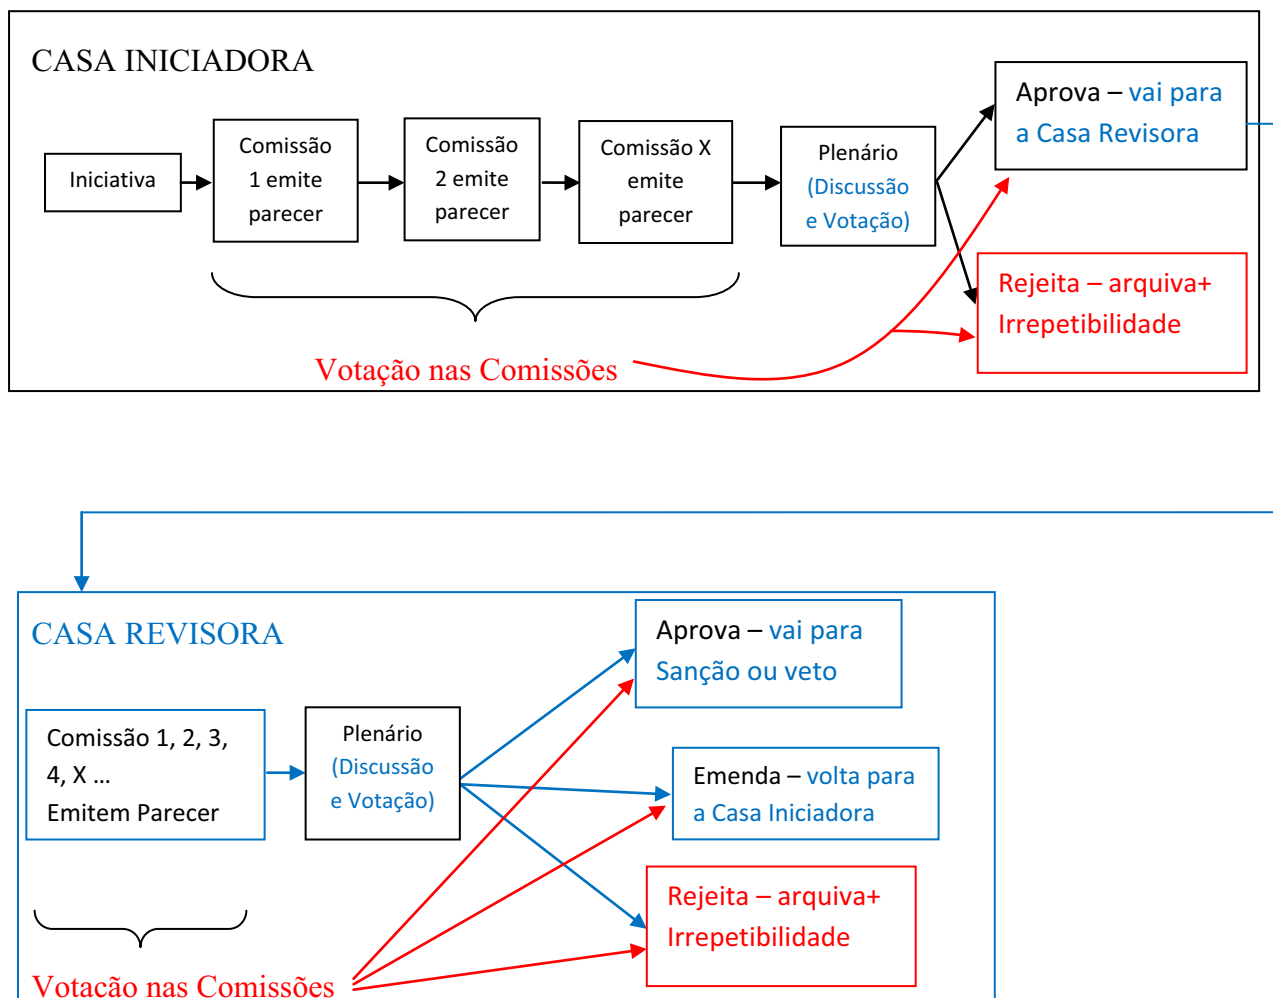 CASA INICIADORA
Iniciativa
Comissão
1 emite
parecer
Comissão
2 emite
parecer
Comissão X
emite
parecer
Plenário
(Discussão
e Votação)
Aprova – vai para
a Casa Revisora
Rejeita – arquiva+
Irrepetibilidade
Votação nas Comissões
CASA REVISORA
Comissão 1, 2, 3,
4, X ...
Emitem Parecer
Plenário
(Discussão
e Votação)
Aprova – vai para
Sanção ou veto
Emenda – volta para
a Casa Iniciadora
Rejeita – arquiva+
Irrepetibilidade
Votação nas Comissões